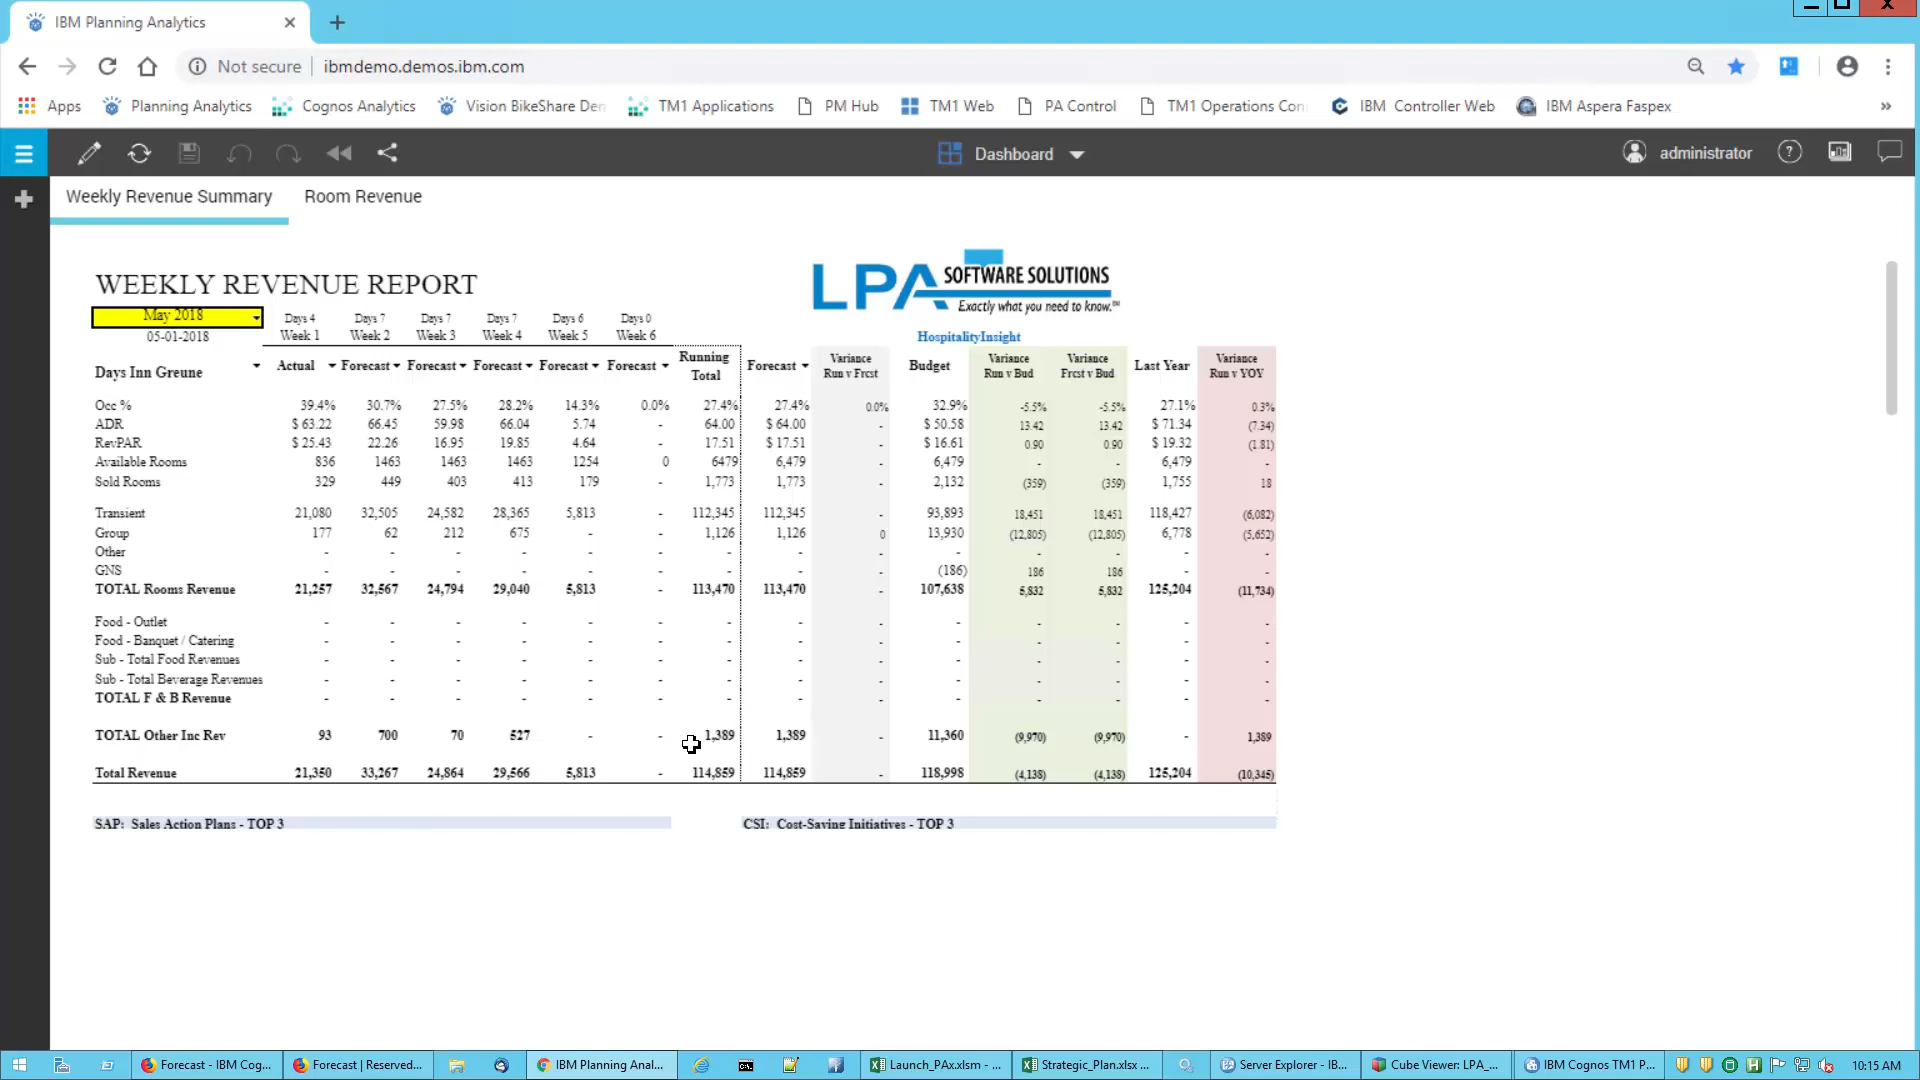 IBM Planning Analytics
Not secure ibmdemo.demos.ibm.com
Apps Planning Analytics Cognos Analytics Vision BikeShare Den TM1 Applications PM Hub TM1 Web PA Control TM1 Operations Con IBM Controller Web IBM Aspera Faspex »
Dashboard administrator ?
Weekly Revenue Summary Room Revenue
WEEKLY REVENUE REPORT
LPA SOFTWARE SOLUTIONS
Exactly what you need to know.™
HospitalityInsight
May 2018 Days 4 Days 7 Days 7 Days 7 Days 6 Days 0
05-01-2018 Week 1 Week 2 Week 3 Week 4 Week 5 Week 6
Days Inn Greune Actual Forecast Forecast Forecast Forecast Forecast Running Total Forecast Variance Run v Frcst Budget Variance Run v Bud Variance Frcst v Bud Last Year Variance Run v YOY
Occ % 39.4% 30.7% 27.5% 28.2% 14.3% 0.0% 27.4% 27.4% 0.0% 32.9% -5.5% -5.5% 27.1% 0.3%
ADR $ 63.22 66.45 59.98 66.04 5.74 - 64.00 $ 64.00 - $ 50.58 13.42 13.42 $ 71.34 (7.34)
RevPAR $ 25.43 22.26 16.95 19.85 4.64 - 17.51 $ 17.51 - $ 16.61 0.90 0.90 $ 19.32 (1.81)
Available Rooms 836 1463 1463 1463 1254 0 6479 6,479 - 6,479 - - 6,479 -
Sold Rooms 329 449 403 413 179 - 1,773 1,773 - 2,132 (359) (359) 1,755 18
Transient 21,080 32,505 24,582 28,365 5,813 - 112,345 112,345 - 93,893 18,451 18,451 118,427 (6,082)
Group 177 62 212 675 - - 1,126 1,126 0 13,930 (12,805) (12,805) 6,778 (5,652)
Other - - - - - - - - - - - - - -
GNS - - - - - - - - - (186) 186 186 - -
TOTAL Rooms Revenue 21,257 32,567 24,794 29,040 5,813 - 113,470 113,470 - 107,638 5,832 5,832 125,204 (11,734)
Food - Outlet - - - - - - - - - - - - - -
Food - Banquet / Catering - - - - - - - - - - - - - -
Sub - Total Food Revenues - - - - - - - - - - - - - -
Sub - Total Beverage Revenues - - - - - - - - - - - - - -
TOTAL F & B Revenue - - - - - - - - - - - - - -
TOTAL Other Inc Rev 93 700 70 527 - - 1,389 1,389 - 11,360 (9,970) (9,970) - 1,389
Total Revenue 21,350 33,267 24,864 29,566 5,813 - 114,859 114,859 - 118,998 (4,138) (4,138) 125,204 (10,345)
SAP: Sales Action Plans - TOP 3 CSI: Cost-Saving Initiatives - TOP 3
Forecast - IBM Cog... Forecast | Reserved... IBM Planning Anal... Launch_PAx.xlsm - ... Strategic_Plan.xlsx ... Server Explorer - IB... Cube Viewer: LPA_... IBM Cognos TM1 P... 10:15 AM